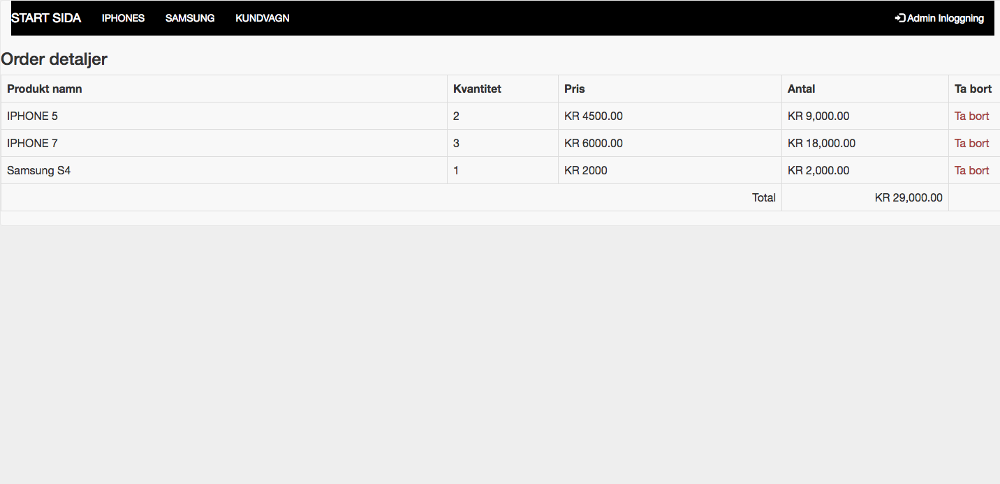 START SIDA IPHONES SAMSUNG KUNDVAGN Admin Inloggning
Order detaljer
Produkt namn Kvantitet Pris Antal Ta bort
IPHONE 5 2 KR 4500.00 KR 9,000.00 Ta bort
IPHONE 7 3 KR 6000.00 KR 18,000.00 Ta bort
Samsung S4 1 KR 2000 KR 2,000.00 Ta bort
Total KR 29,000.00